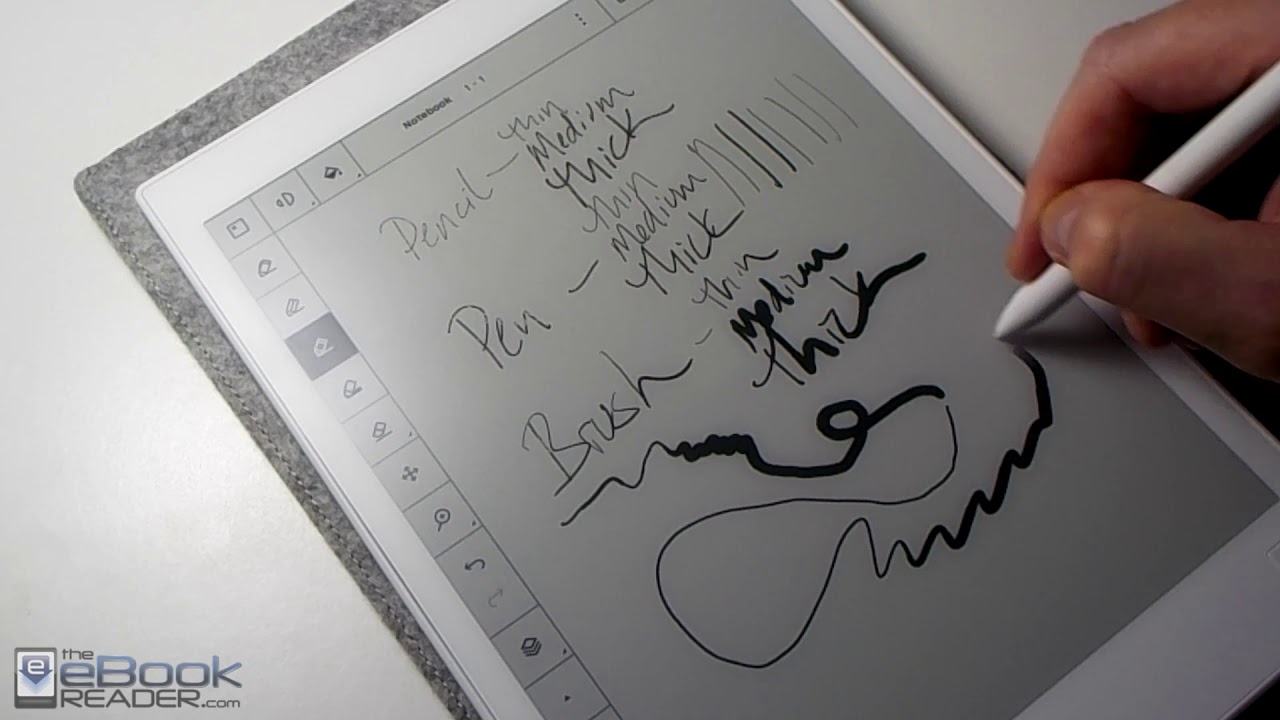 Notebook 1-1
Pencil - thin
Medium
thick
Pen - thin
Medium
thick
Brush - thin
Medium
thick
the
eBook
READER.com